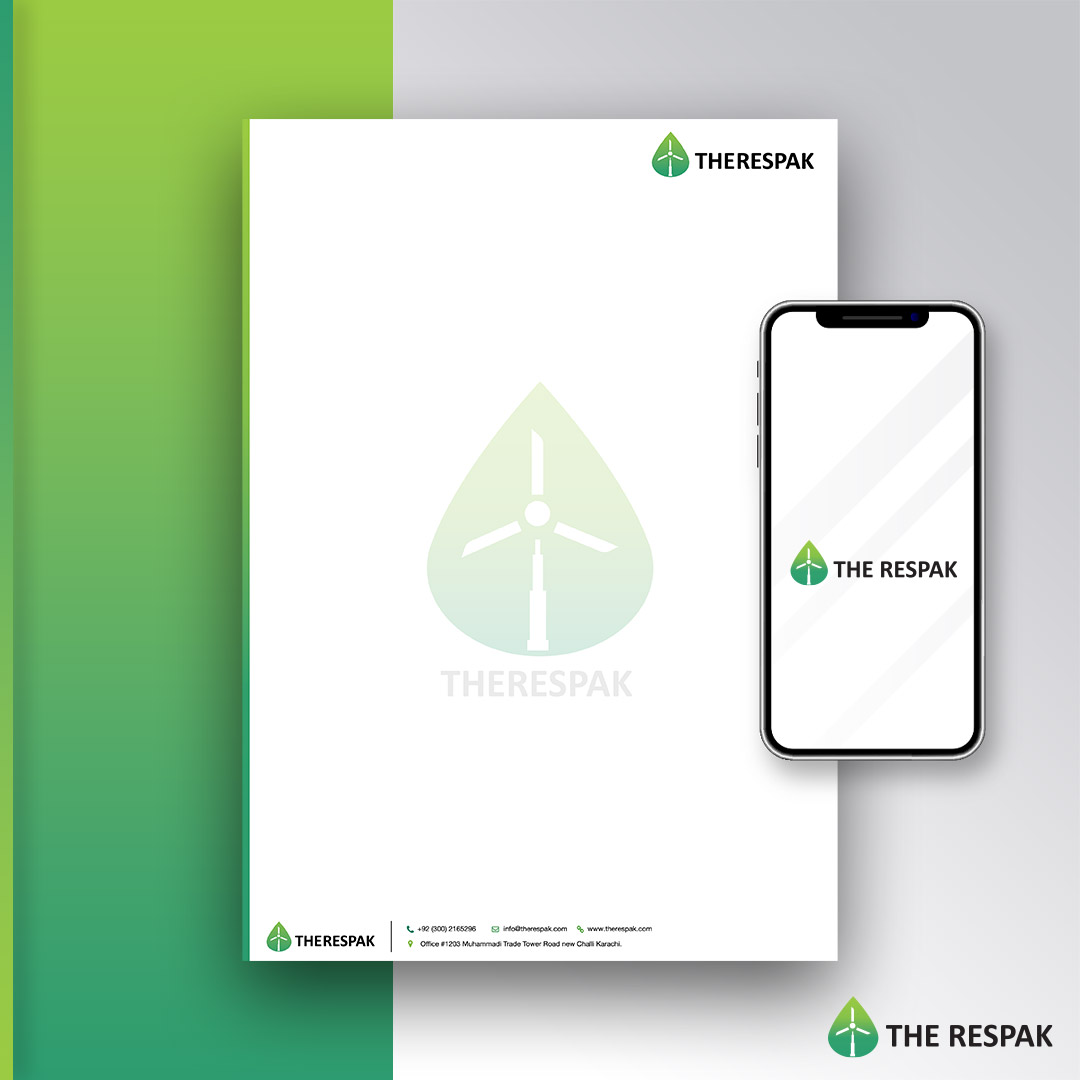 THERESPAK
THE RESPAK
THERESPAK
THERESPAK
+92 (300) 2165296 info@therespak.com www.therespak.com
Office #1203 Muhammadi Trade Tower Road new Challi Karachi.
THE RESPAK